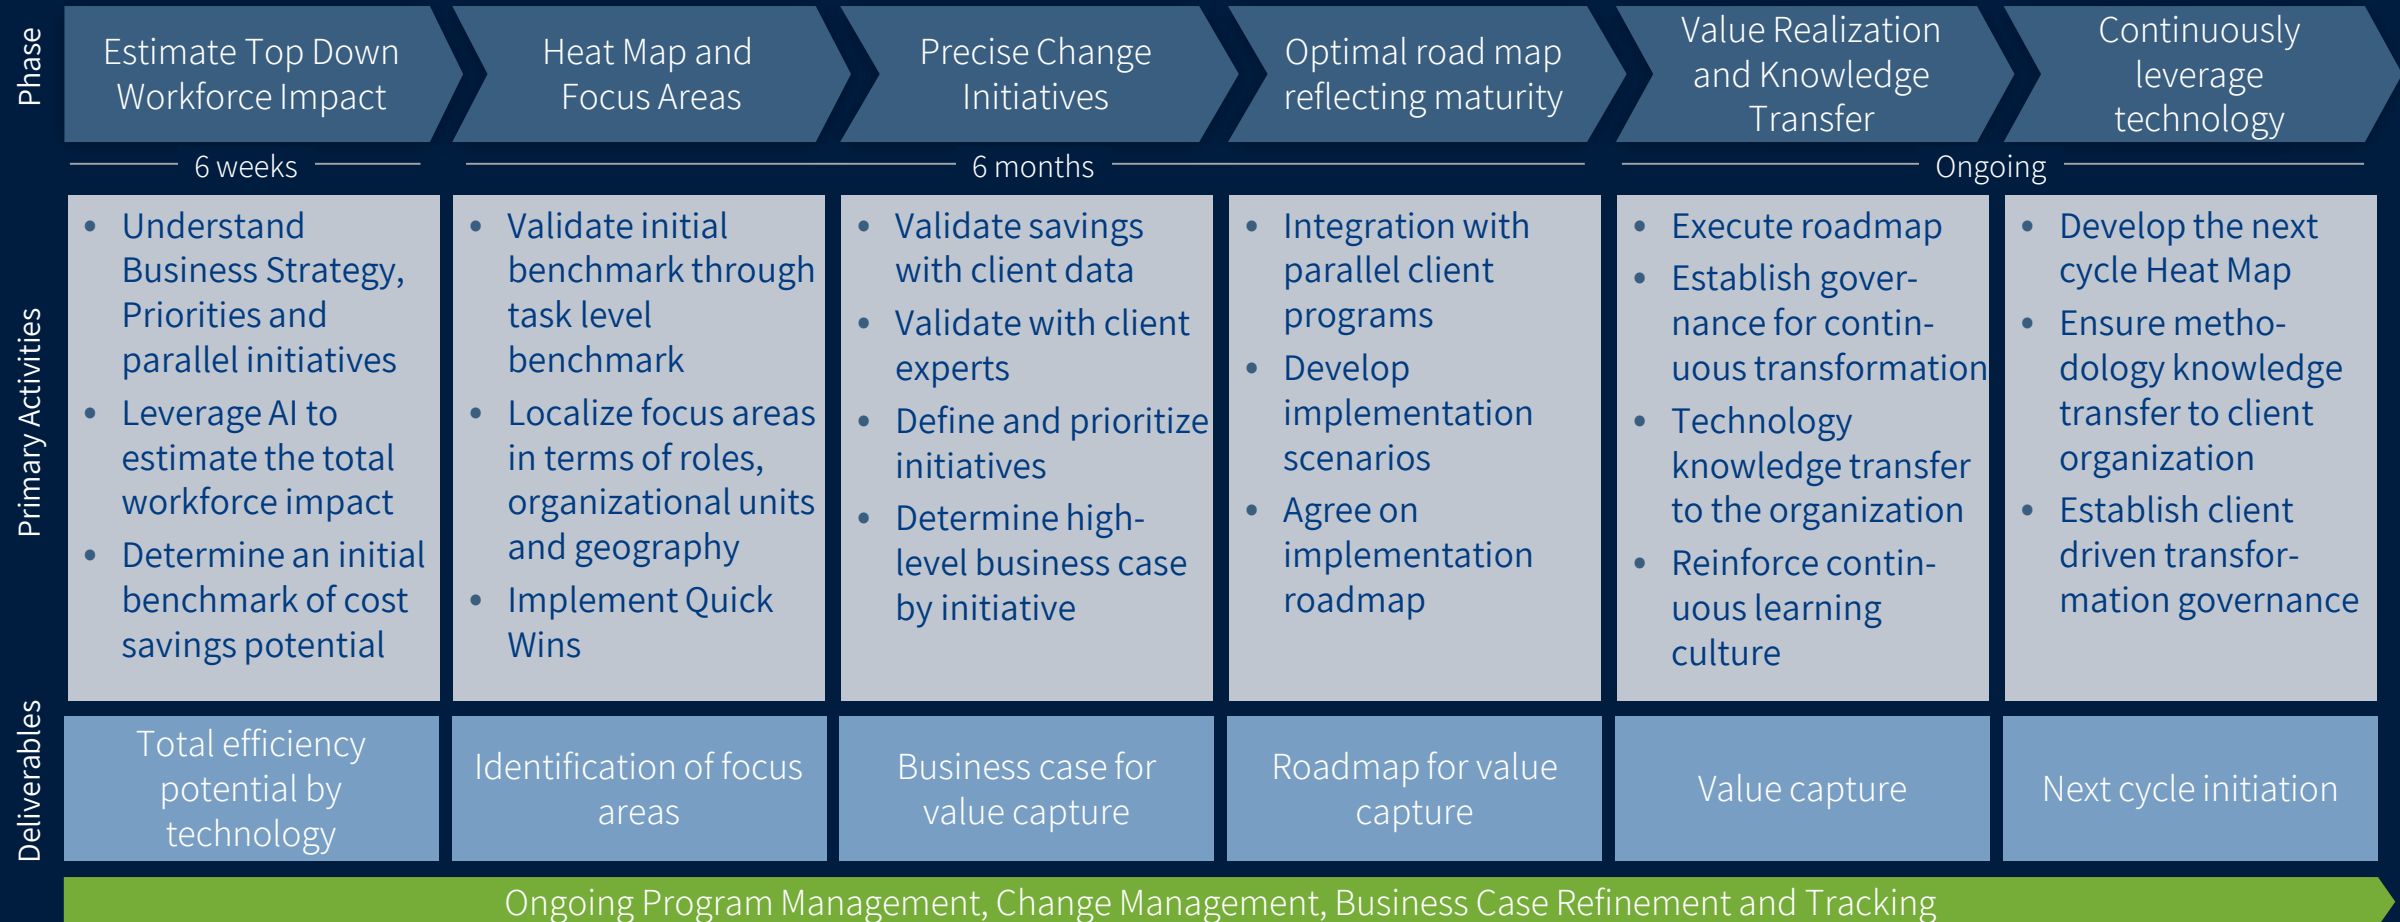 Phase
Estimate Top Down
Workforce Impact
Heat Map and
Focus Areas
Precise Change
Initiatives
Optimal road map
reflecting maturity
Value Realization
and Knowledge
Transfer
Continuously
leverage
technology
6 weeks
6 months
Ongoing
Primary Activities
• Understand
Business Strategy,
Priorities and
parallel initiatives
• Leverage AI to
estimate the total
workforce impact
• Determine an initial
benchmark of cost
savings potential
• Validate initial
benchmark through
task level
benchmark
• Localize focus areas
in terms of roles,
organizational units
and geography
• Implement Quick
Wins
• Validate savings
with client data
• Validate with client
experts
• Define and prioritize
initiatives
• Determine high-
level business case
by initiative
• Integration with
parallel client
programs
• Develop
implementation
scenarios
• Agree on
implementation
roadmap
• Execute roadmap
• Establish gover-
nance for contin-
uous transformation
• Technology
knowledge transfer
to the organization
• Reinforce contin-
uous learning
culture
• Develop the next
cycle Heat Map
• Ensure metho-
dology knowledge
transfer to client
organization
• Establish client
driven transfor-
mation governance
Deliverables
Total efficiency
potential by
technology
Identification of focus
areas
Business case for
value capture
Roadmap for value
capture
Value capture
Next cycle initiation
Ongoing Program Management, Change Management, Business Case Refinement and Tracking